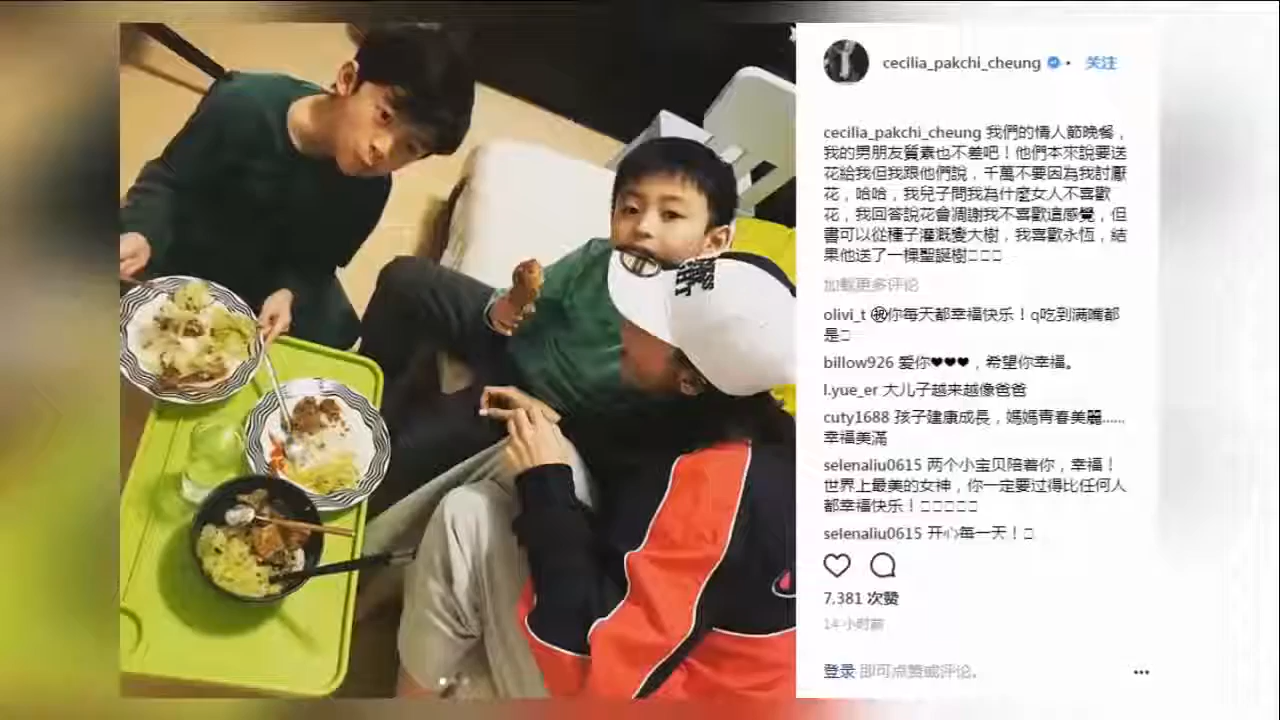 cecilia_pakchi_cheung • 关注
cecilia_pakchi_cheung 我們的情人節晚餐，
我的男朋友質素也不差吧！他們本來說要送
花給我但我跟他們說，千萬不要因為我討厭
花，哈哈，我兒子問我為什麼女人不喜歡
花，我回答說花會凋謝我不喜歡這感覺，但
書可以從種子灌溉變大樹，我喜歡永恆，結
果他送了一棵聖誕樹
加载更多评论
olivi_t ㊗你每天都幸福快乐！q吃到满嘴都
是
billow926 爱你❤❤❤，希望你幸福。
l.yue_er 大儿子越来越像爸爸
cuty1688 孩子建康成長，媽媽青春美麗......
幸福美滿
selenaliu0615 两个小宝贝陪着你，幸福！
世界上最美的女神，你一定要过得比任何人
都幸福快乐！
selenaliu0615 开心每一天！
7,381 次赞
14 小时前
登录 即可点赞或评论。